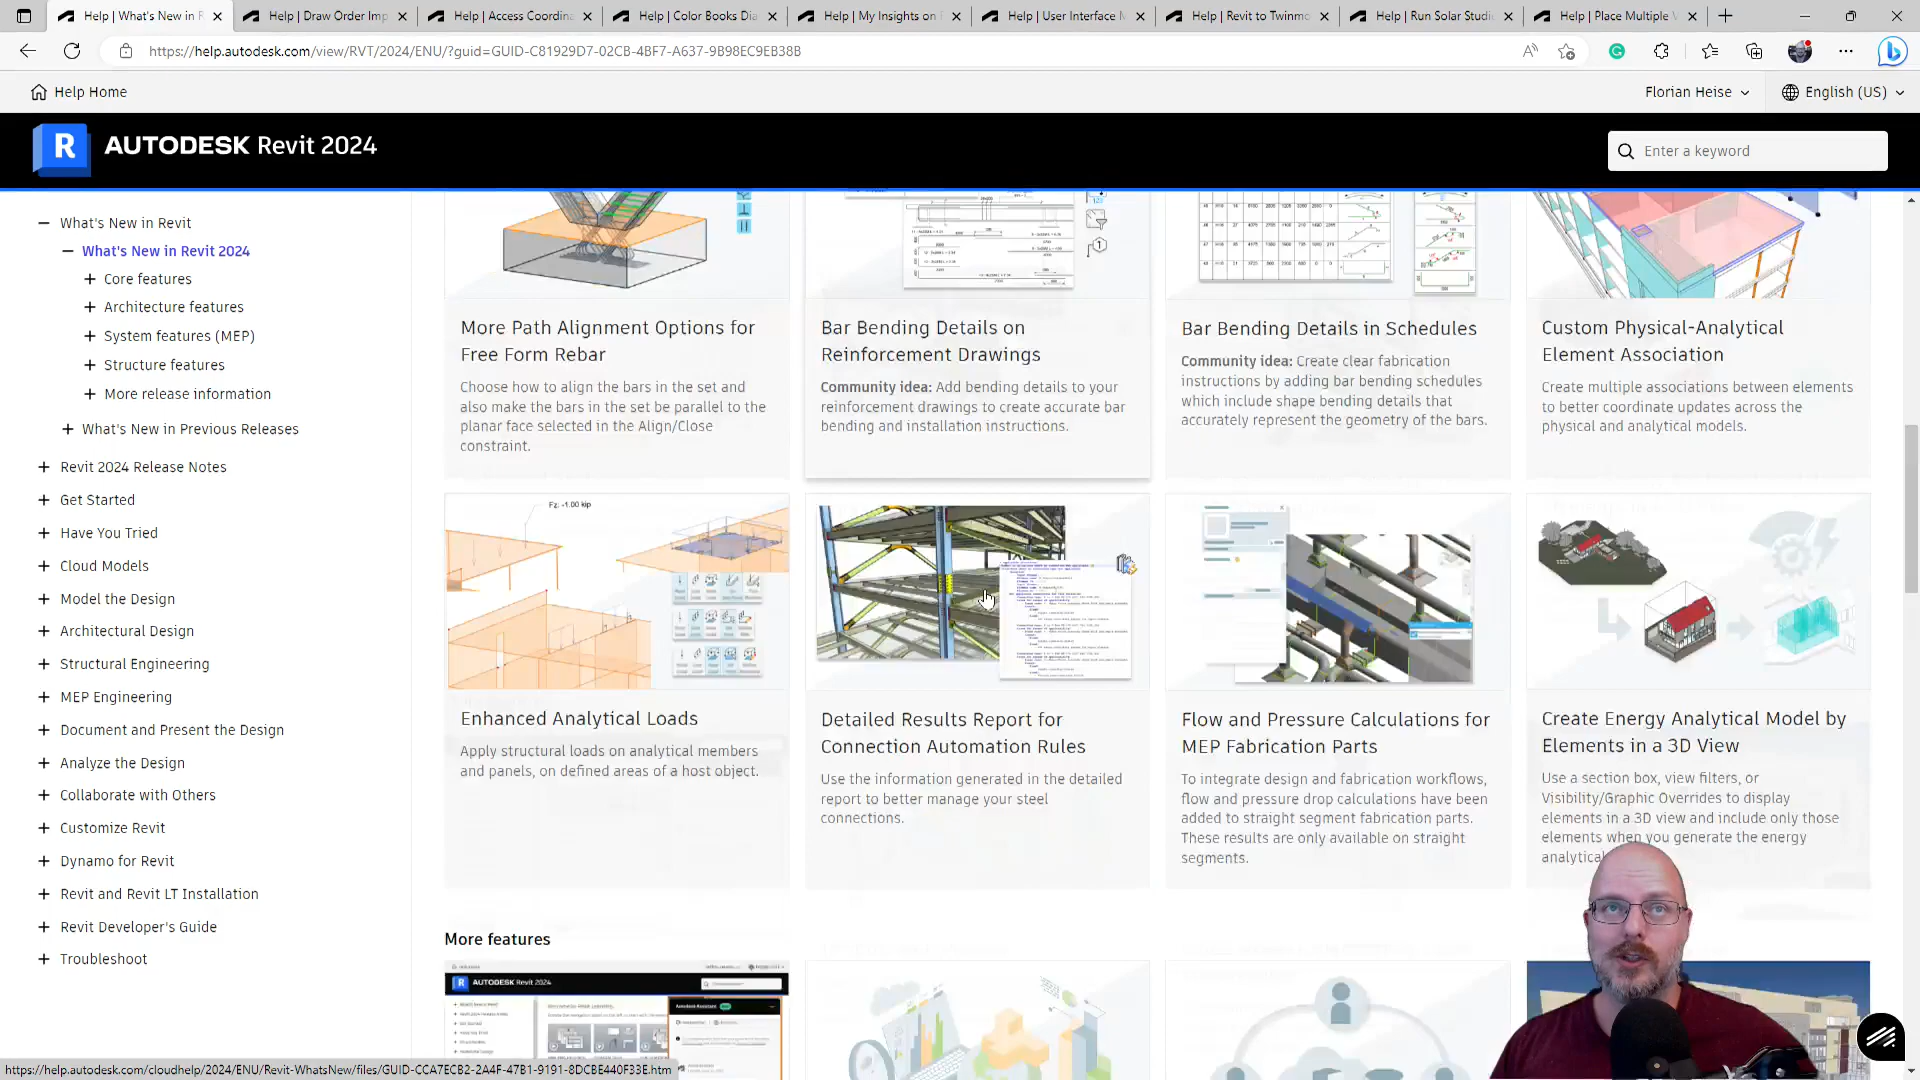 Help | What's New in R
Help | Draw Order Imp
Help | Access Coordina
Help | Color Books Dia
Help | My Insights on
Help | User Interface
Help | Revit to Twinmo
Help | Run Solar Studi
Help | Place Multiple
https://help.autodesk.com/view/RVT/2024/ENU/?guid=GUID-C81929D7-02CB-4BF7-A637-9B98EC9EB38B
Help Home
Florian Heise
English (US)
R
AUTODESK Revit 2024
Enter a keyword
What's New in Revit
What's New in Revit 2024
Core features
Architecture features
System features (MEP)
Structure features
More release information
What's New in Previous Releases
Revit 2024 Release Notes
Get Started
Have You Tried
Cloud Models
Model the Design
Architectural Design
Structural Engineering
MEP Engineering
Document and Present the Design
Analyze the Design
Collaborate with Others
Customize Revit
Dynamo for Revit
Revit and Revit LT Installation
Revit Developer's Guide
Troubleshoot
More Path Alignment Options for
Free Form Rebar
Choose how to align the bars in the set and
also make the bars in the set be parallel to the
planar face selected in the Align/Close
constraint.
Bar Bending Details on
Reinforcement Drawings
Community idea: Add bending details to your
reinforcement drawings to create accurate bar
bending and installation instructions.
Bar Bending Details in Schedules
Community idea: Create clear fabrication
instructions by adding bar bending schedules
which include shape bending details that
accurately represent the geometry of the bars.
Custom Physical-Analytical
Element Association
Create multiple associations between elements
to better coordinate updates across the
physical and analytical models.
Fz. -1.00 kip
Enhanced Analytical Loads
Apply structural loads on analytical members
and panels, on defined areas of a host object.
Detailed Results Report for
Connection Automation Rules
Use the information generated in the detailed
report to better manage your steel
connections.
Flow and Pressure Calculations for
MEP Fabrication Parts
To integrate design and fabrication workflows,
flow and pressure drop calculations have been
added to straight segment fabrication parts.
These results are only available on straight
segments.
Create Energy Analytical Model by
Elements in a 3D View
Use a section box, view filters, or
Visibility/Graphic Overrides to display
elements in a 3D view and include only those
elements when you generate the energy
analytical
More features
AUTODESK Revit 2024
https://help.autodesk.com/cloudhelp/2024/ENU/Revit-WhatsNew/files/GUID-CCA7ECB2-2A4F-47B1-9191-8DCBE440F33E.htm